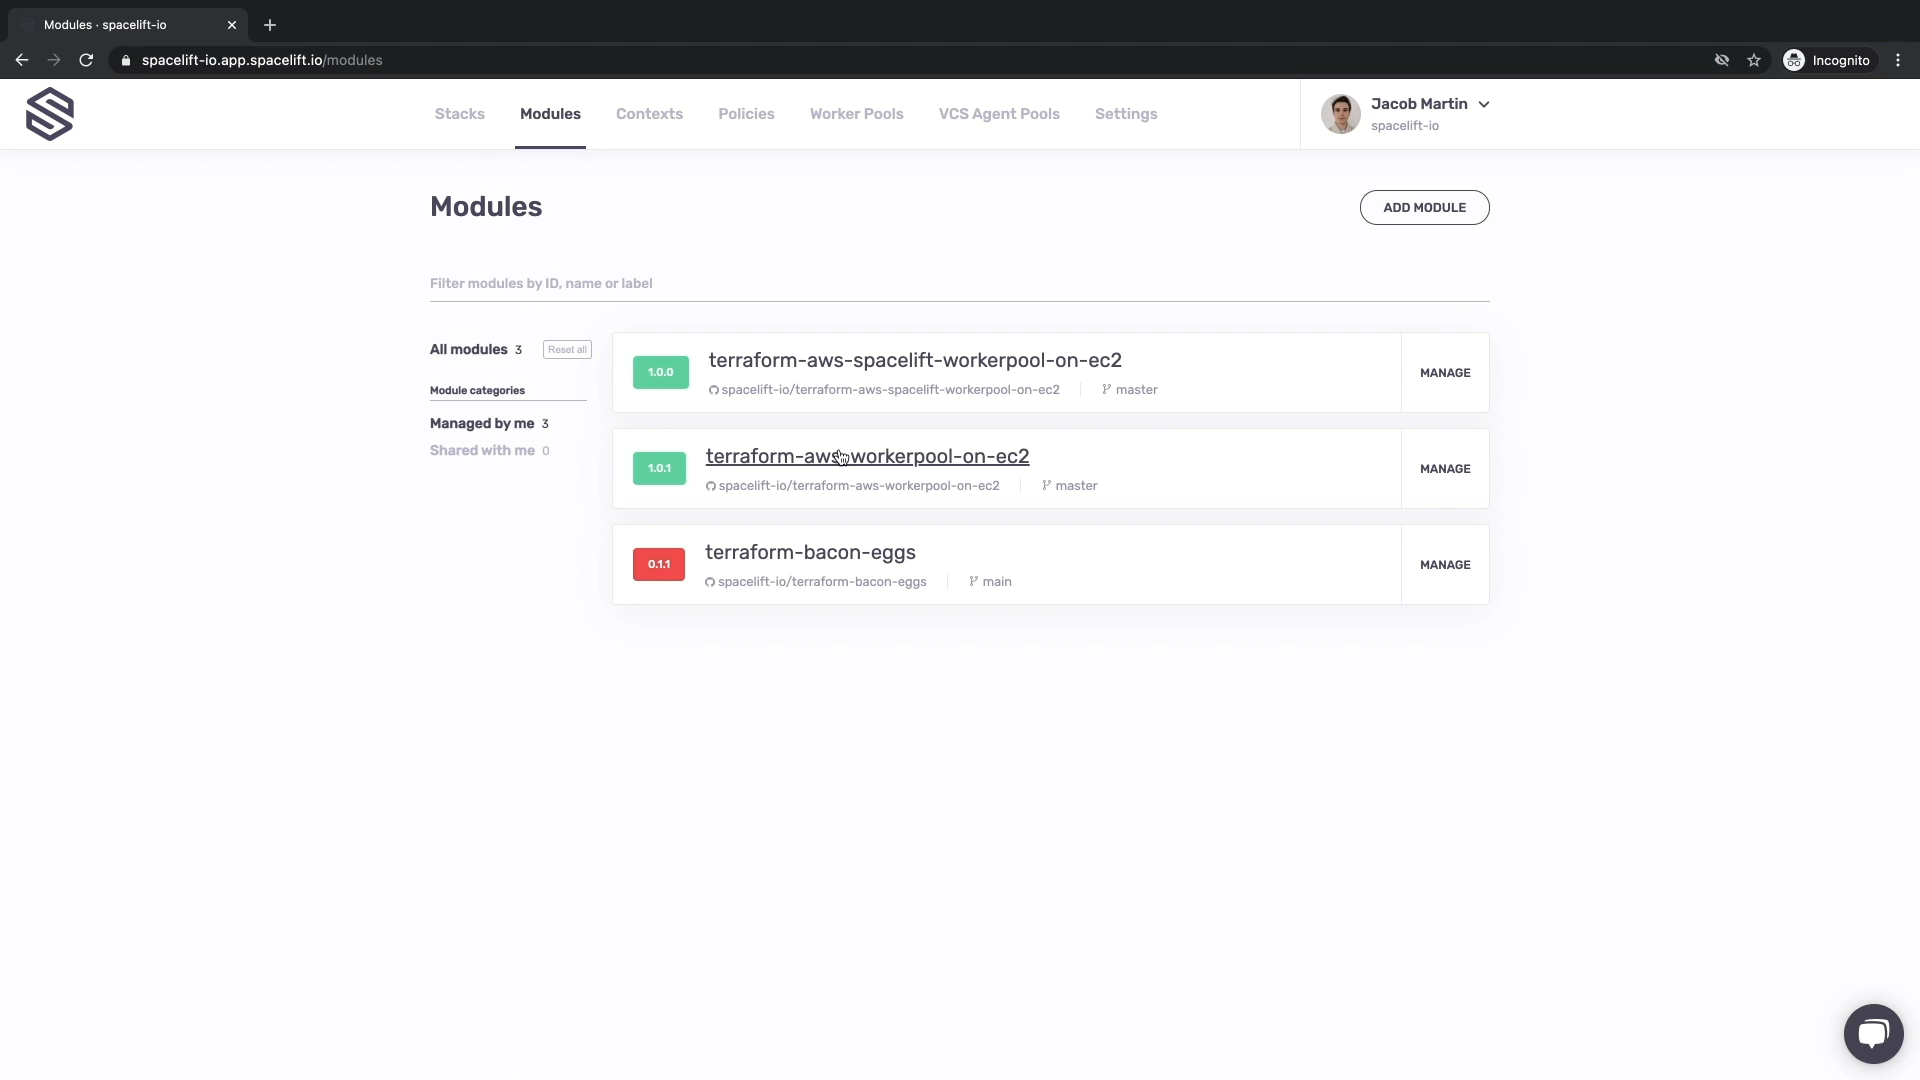 Modules · spacelift-io
spacelift-io.app.spacelift.io/modules
Incognito
Stacks
Modules
Contexts
Policies
Worker Pools
VCS Agent Pools
Settings
Jacob Martin
spacelift-io
Modules
ADD MODULE
Filter modules by ID, name or label
All modules 3
Reset all
Module categories
Managed by me 3
Shared with me 0
1.0.0
terraform-aws-spacelift-workerpool-on-ec2
spacelift-io/terraform-aws-spacelift-workerpool-on-ec2
master
MANAGE
1.0.1
terraform-aws-workerpool-on-ec2
spacelift-io/terraform-aws-workerpool-on-ec2
master
MANAGE
0.1.1
terraform-bacon-eggs
spacelift-io/terraform-bacon-eggs
main
MANAGE